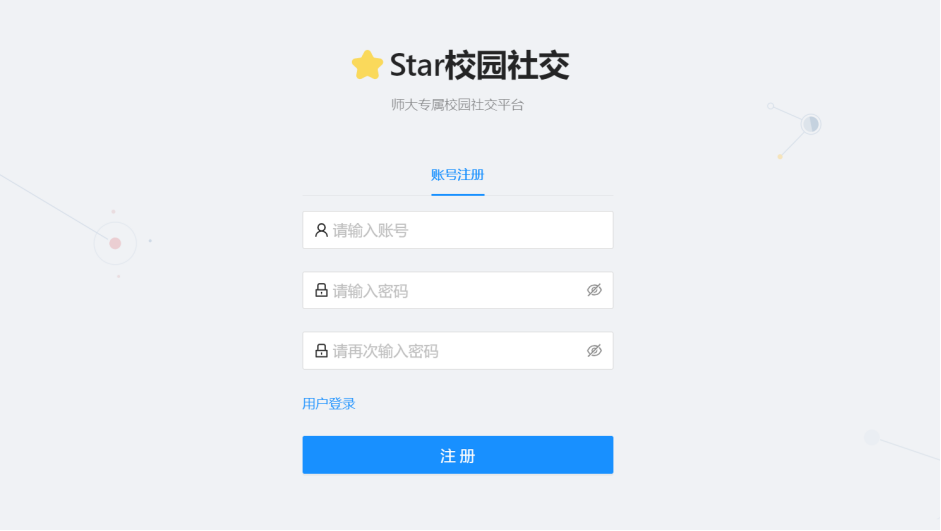 Star校园社交
师大专属校园社交平台
账号注册
请输入账号
请输入密码
请再次输入密码
用户登录
注 册